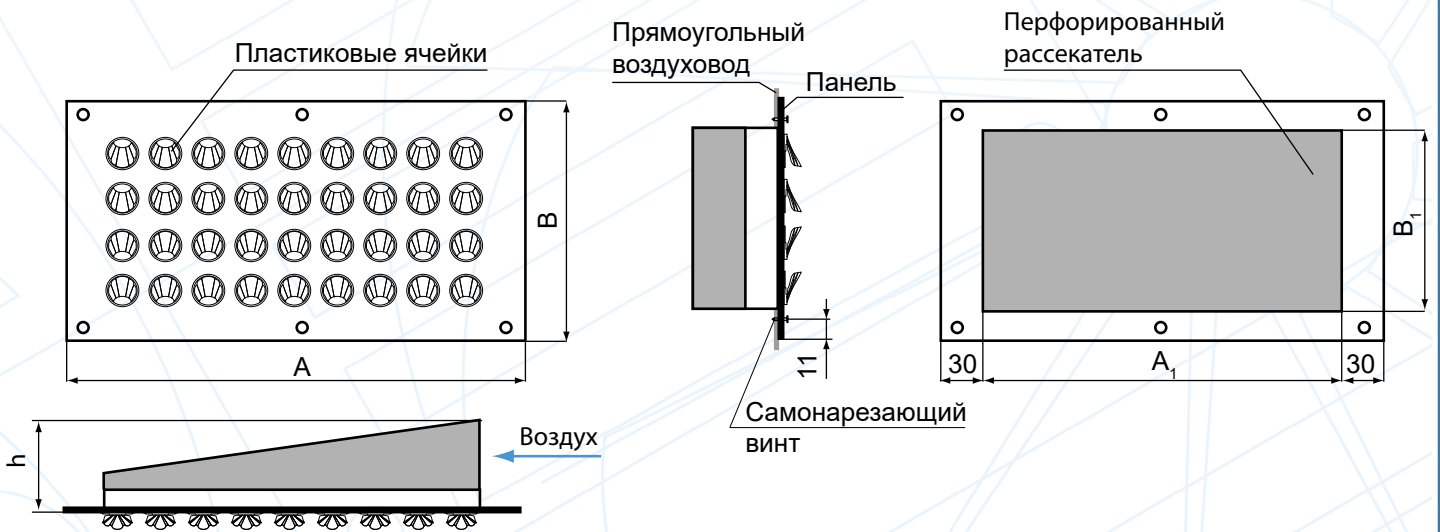 Пластиковые ячейки
B
A
h
Воздух
Прямоугольный
воздуховод
Панель
11
Самонарезающий
винт
Перфорированный
рассекатель
B₁
30
A₁
30